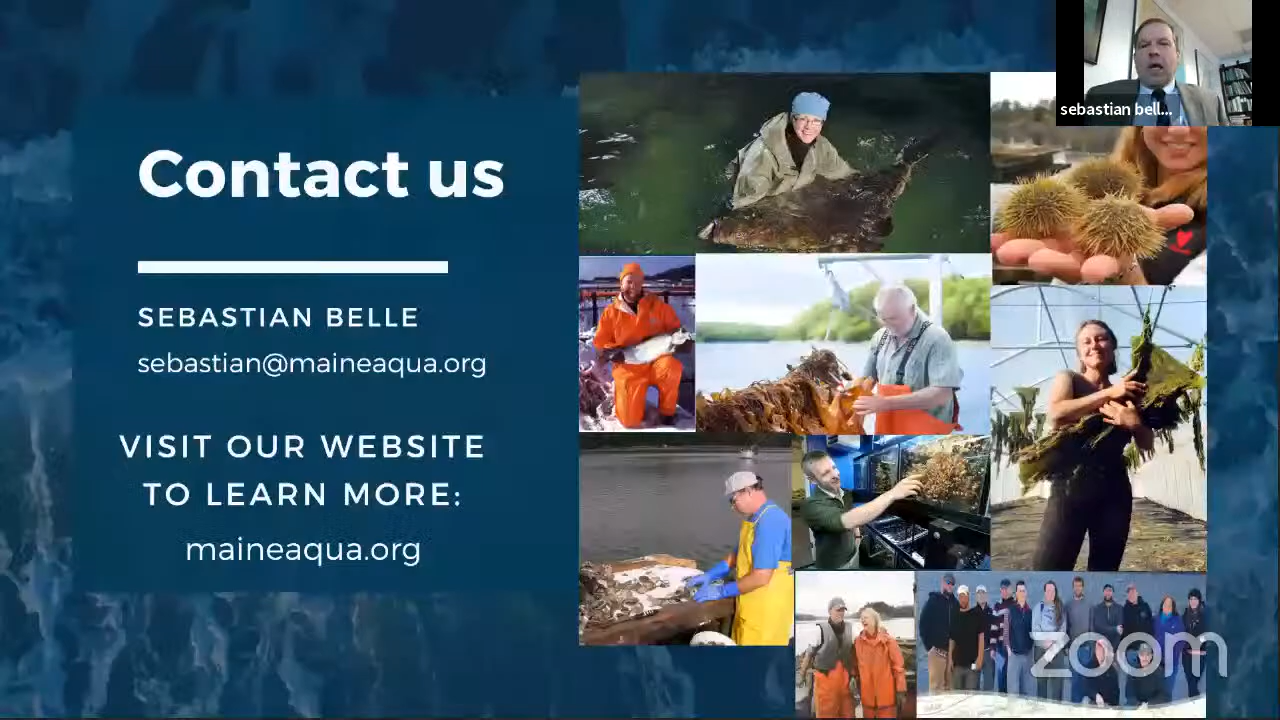 Contact us
SEBASTIAN BELLE
sebastian@maineaqua.org
VISIT OUR WEBSITE
TO LEARN MORE:
maineaqua.org
sebastian bell...
zoom